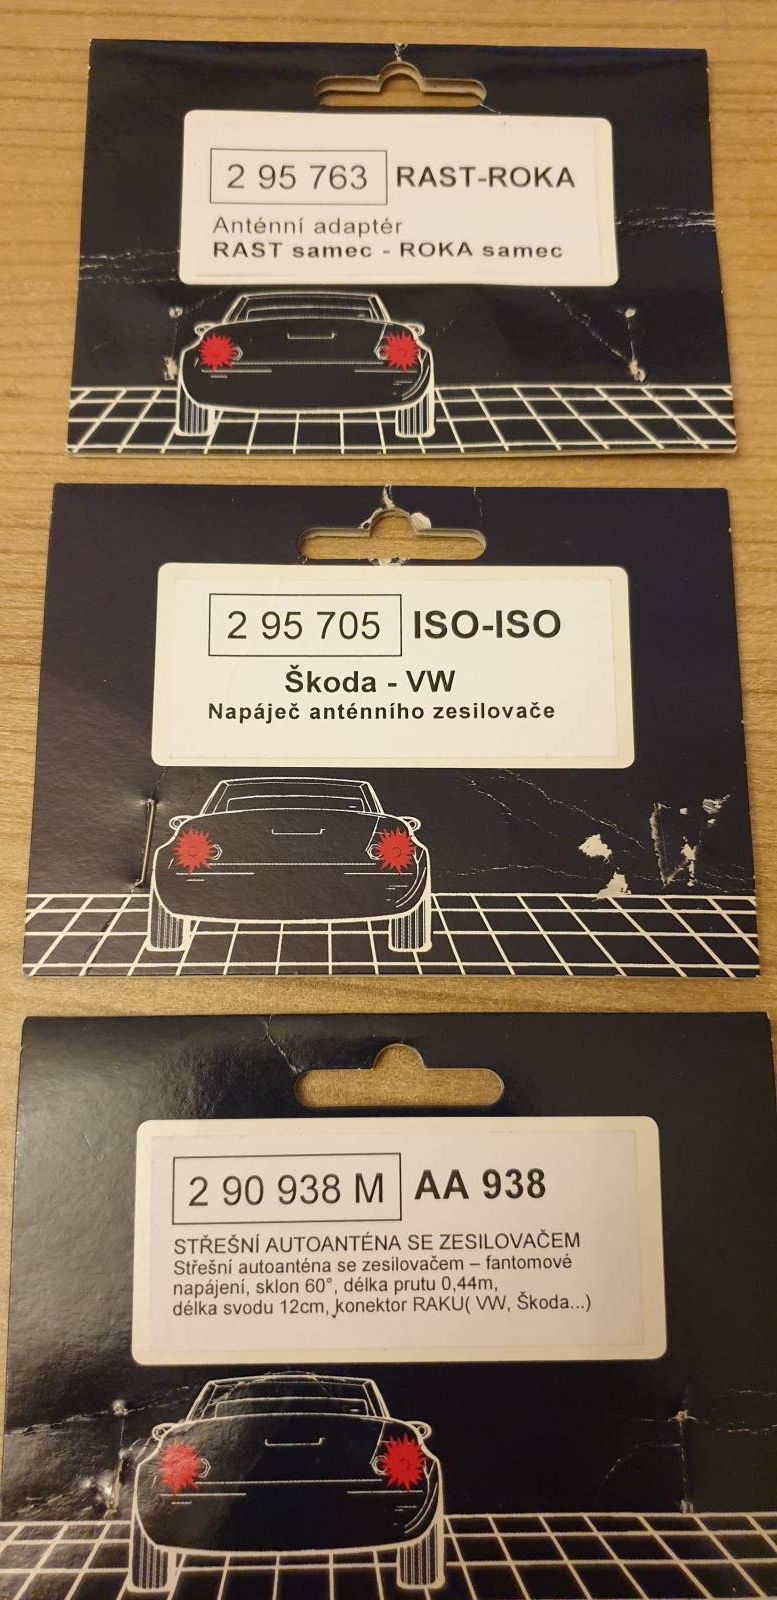 2 95 763 RAST-ROKA
Anténní adaptér
RAST samec - ROKA samec
2 95 705 ISO-ISO
Škoda - VW
Napáječ anténního zesilovače
2 90 938 M AA 938
STŘEŠNÍ AUTOANTÉNA SE ZESILOVAČEM
Střešní autoanténa se zesilovačem – fantomové
napájení, sklon 60°, délka prutu 0,44m,
délka svodu 12cm, konektor RAKU( VW, Škoda...)